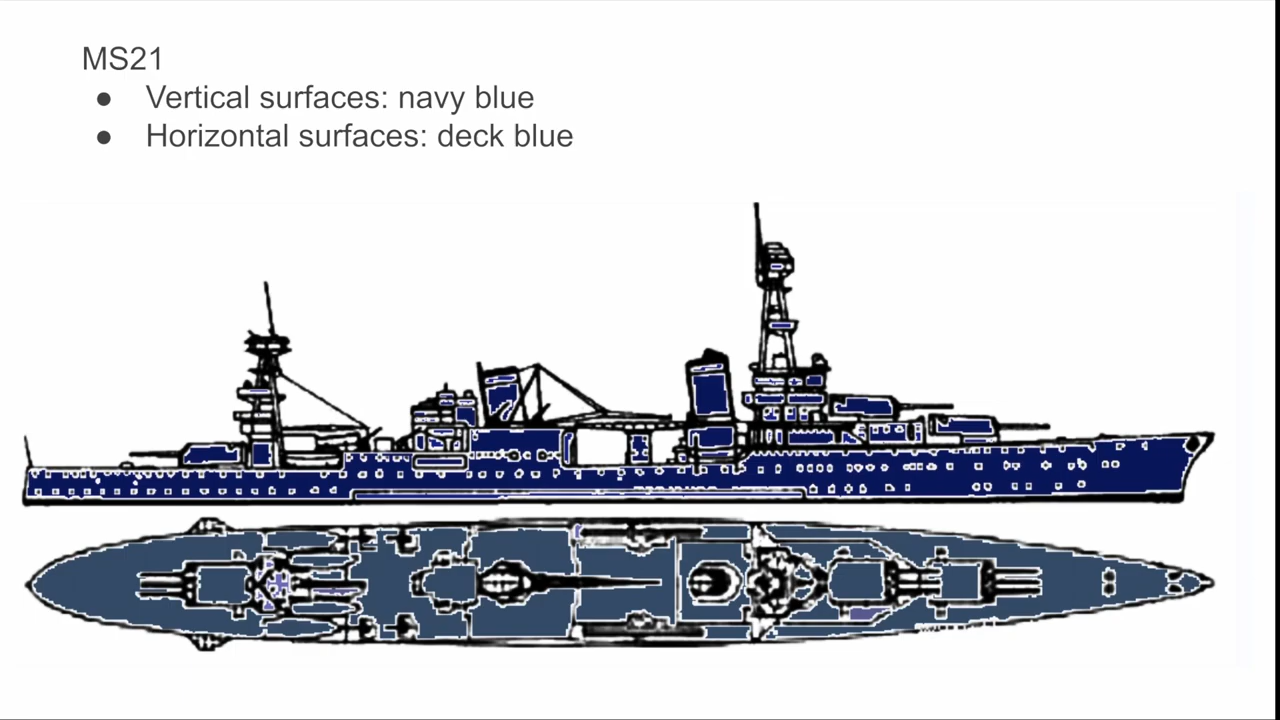 MS21
● Vertical surfaces: navy blue
● Horizontal surfaces: deck blue